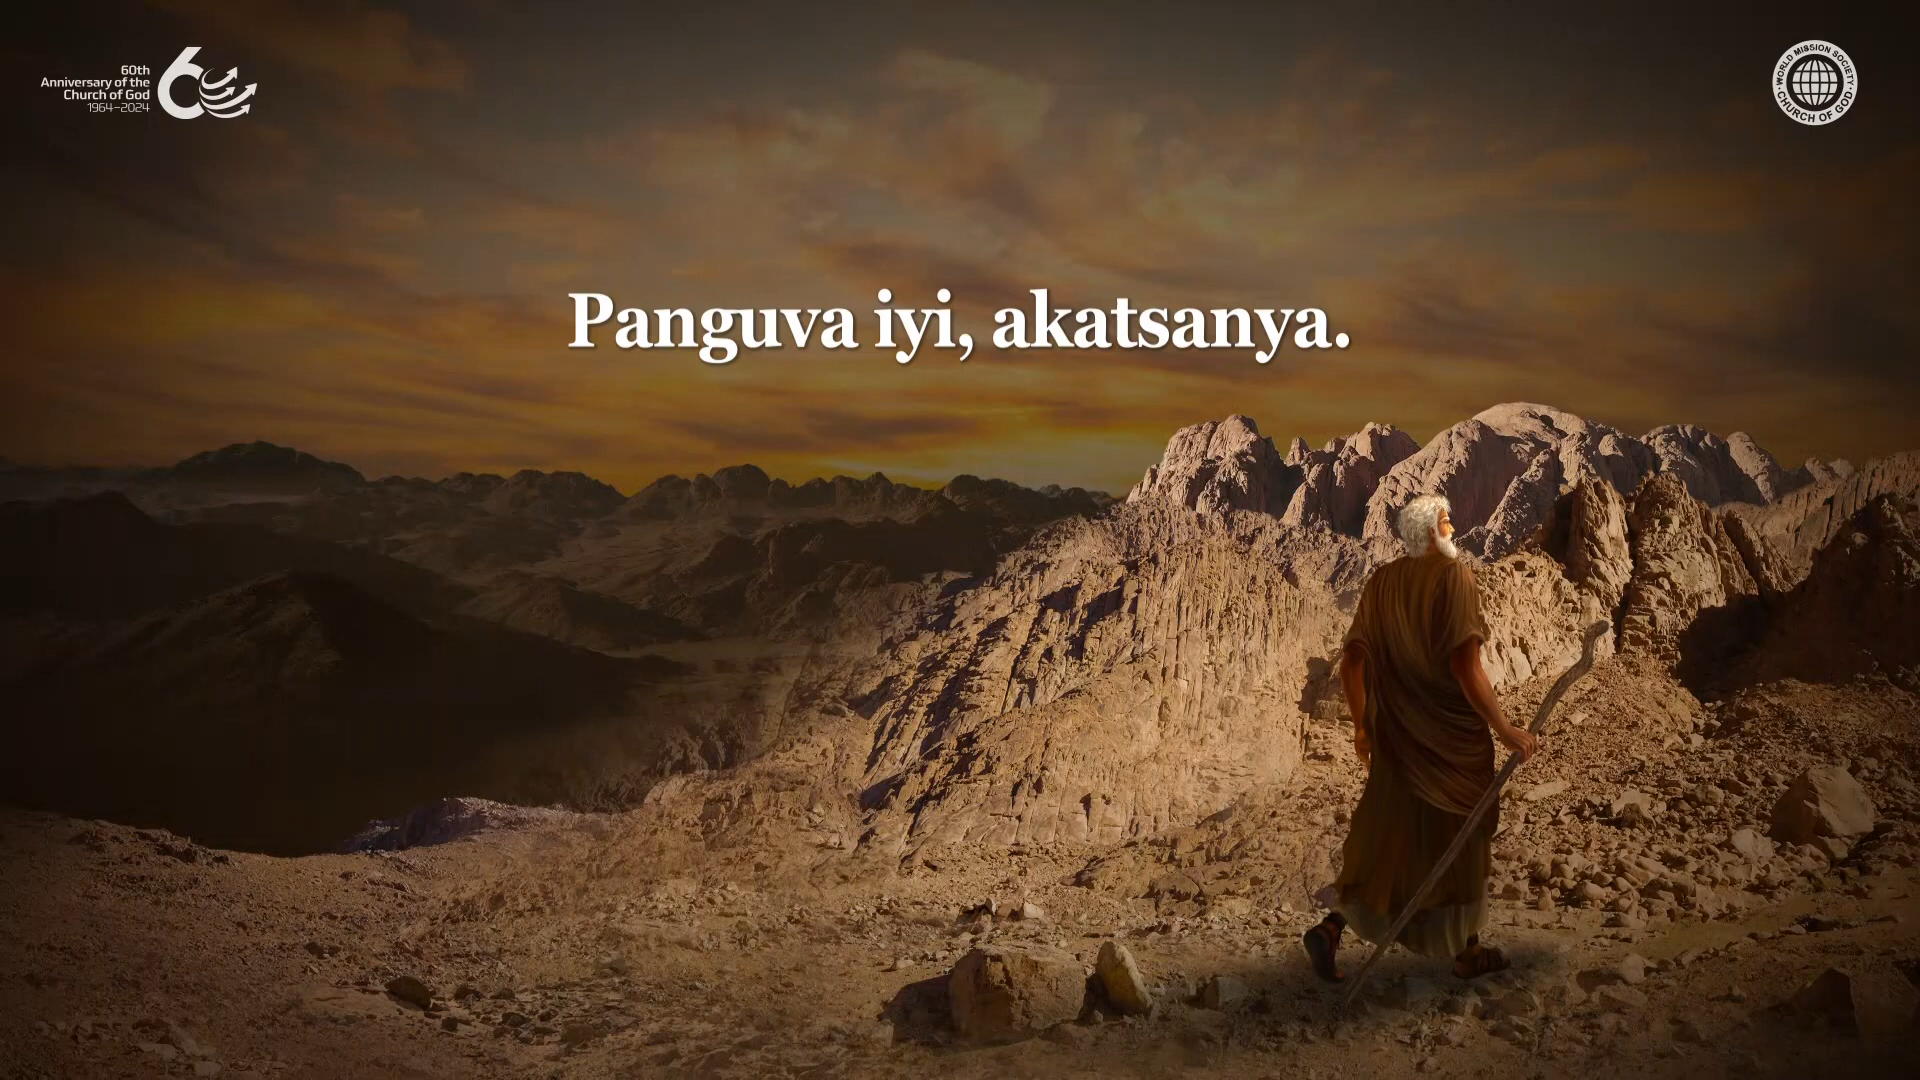 60th
Anniversary of the
Church of God
1964–2024
WORLD MISSION SOCIETY
CHURCH OF GOD
Panguva iyi, akatsanya.